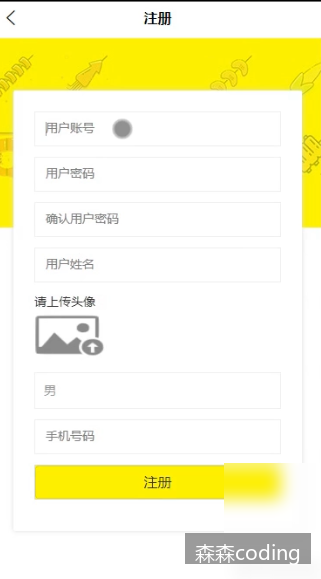 注册
用户账号
用户密码
确认用户密码
用户姓名
请上传头像
男
手机号码
注册
森森coding